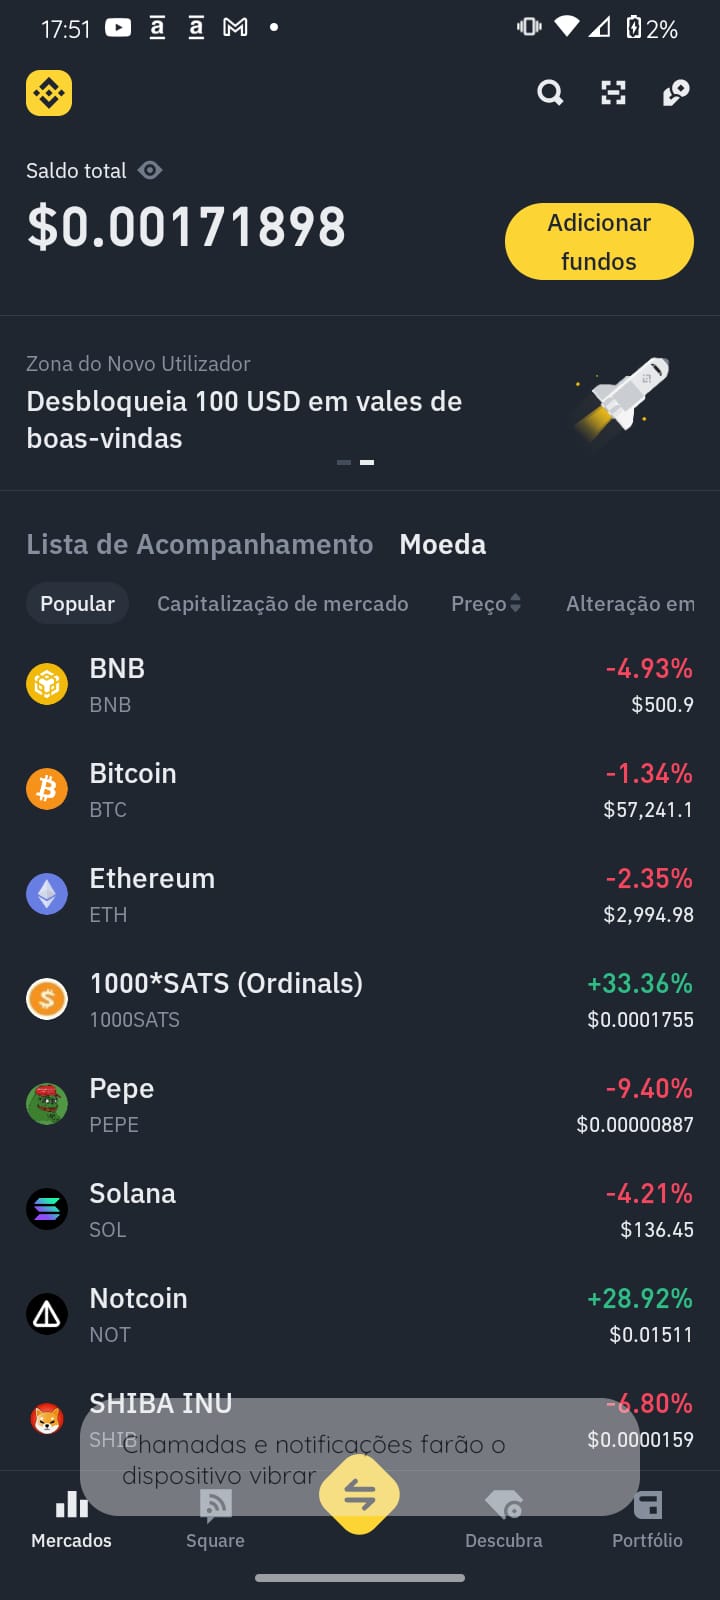 17:51
2%
Saldo total
$0.00171898
Adicionar
fundos
Zona do Novo Utilizador
Desbloqueia 100 USD em vales de
boas-vindas
Lista de Acompanhamento Moeda
Popular Capitalização de mercado Preço Alteração em
BNB -4.93%
BNB $500.9
Bitcoin -1.34%
BTC $57,241.1
Ethereum -2.35%
ETH $2,994.98
1000*SATS (Ordinals) +33.36%
1000SATS $0.0001755
Pepe -9.40%
PEPE $0.00000887
Solana -4.21%
SOL $136.45
Notcoin +28.92%
NOT $0.01511
SHIBA INU -6.80%
SHIB $0.0000159
Chamadas e notificações farão o
dispositivo vibrar
Mercados Square Descubra Portfólio